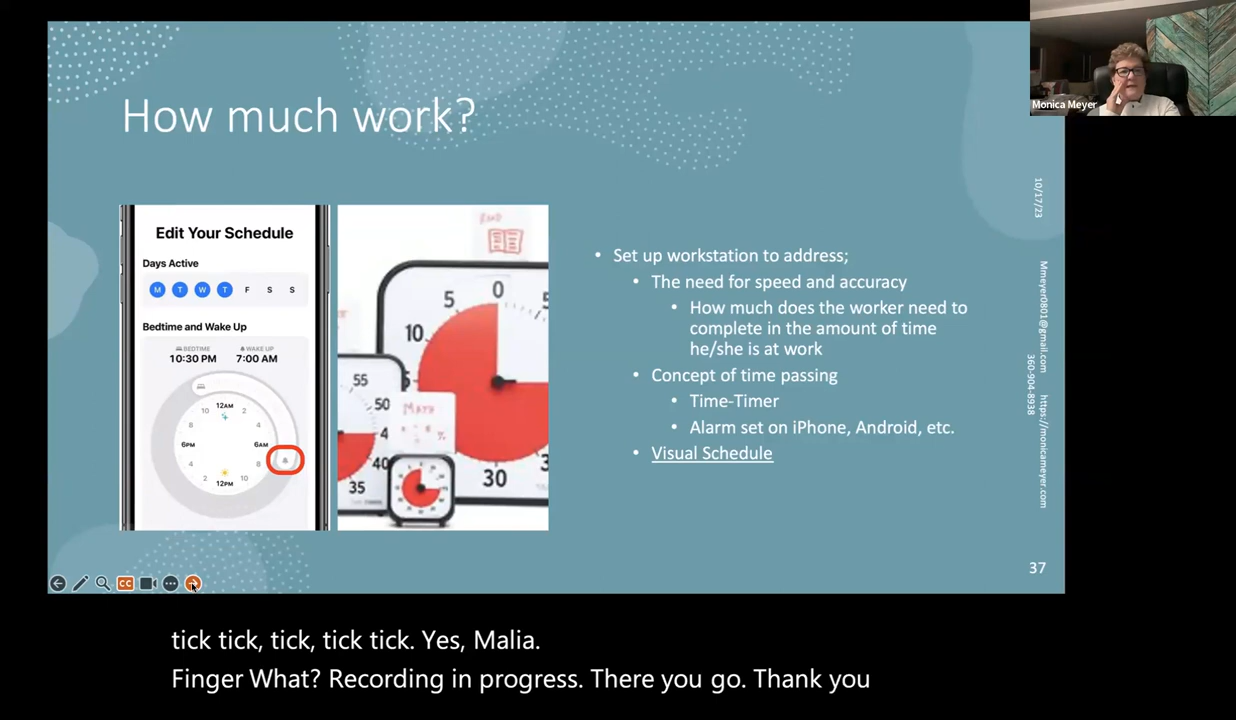 How much work?
Monica Meyer
10/17/23
Mmeyer0801@gmail.com https://monicameyer.com
360-904-8938
Edit Your Schedule
Days Active
M T W T F S S
Bedtime and Wake Up
BEDTIME WAKE UP
10:30 PM 7:00 AM
12AM
10 2
8 4
6PM 6AM
4 8
2 10
12PM
READ
5 0 5
10
55
50
45
40
35
MATH
30
• Set up workstation to address;
• The need for speed and accuracy
• How much does the worker need to
complete in the amount of time
he/she is at work
• Concept of time passing
• Time-Timer
• Alarm set on iPhone, Android, etc.
• Visual Schedule
37
CC
tick tick, tick, tick tick. Yes, Malia.
Finger What? Recording in progress. There you go. Thank you